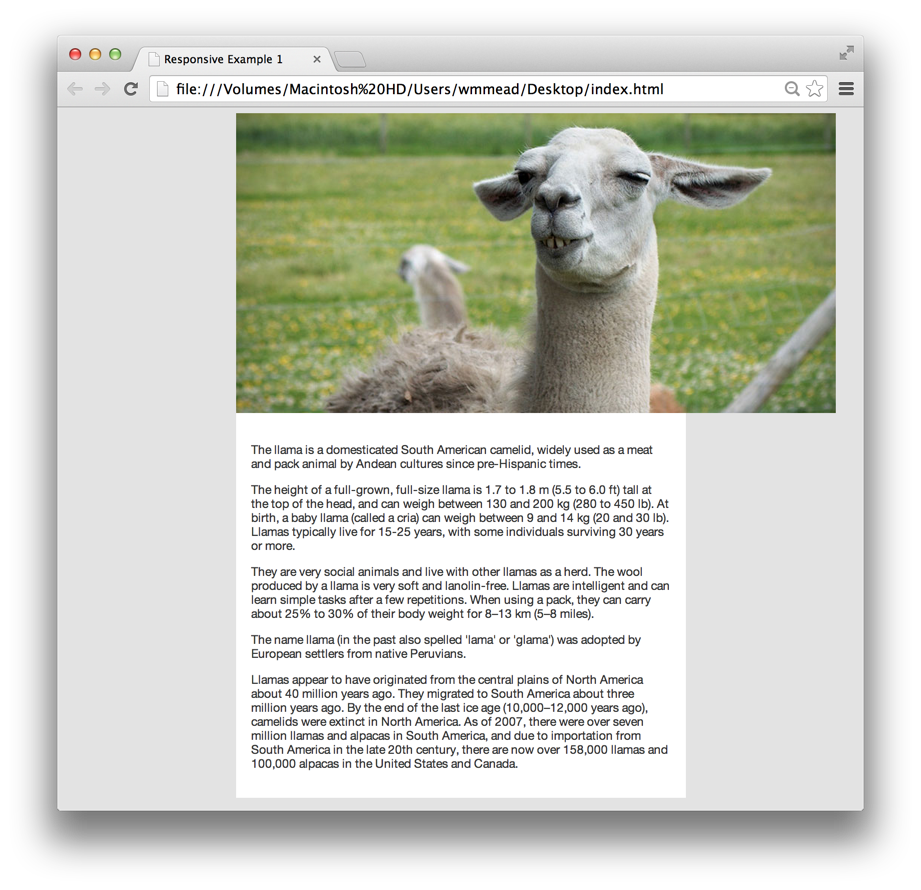 Responsive Example 1
file:///Volumes/Macintosh%20HD/Users/wmmead/Desktop/index.html
The llama is a domesticated South American camelid, widely used as a meat
and pack animal by Andean cultures since pre-Hispanic times.
The height of a full-grown, full-size llama is 1.7 to 1.8 m (5.5 to 6.0 ft) tall at
the top of the head, and can weigh between 130 and 200 kg (280 to 450 lb). At
birth, a baby llama (called a cria) can weigh between 9 and 14 kg (20 and 30 lb).
Llamas typically live for 15-25 years, with some individuals surviving 30 years
or more.
They are very social animals and live with other llamas as a herd. The wool
produced by a llama is very soft and lanolin-free. Llamas are intelligent and can
learn simple tasks after a few repetitions. When using a pack, they can carry
about 25% to 30% of their body weight for 8–13 km (5–8 miles).
The name llama (in the past also spelled 'lama' or 'glama') was adopted by
European settlers from native Peruvians.
Llamas appear to have originated from the central plains of North America
about 40 million years ago. They migrated to South America about three
million years ago. By the end of the last ice age (10,000–12,000 years ago),
camelids were extinct in North America. As of 2007, there were over seven
million llamas and alpacas in South America, and due to importation from
South America in the late 20th century, there are now over 158,000 llamas and
100,000 alpacas in the United States and Canada.